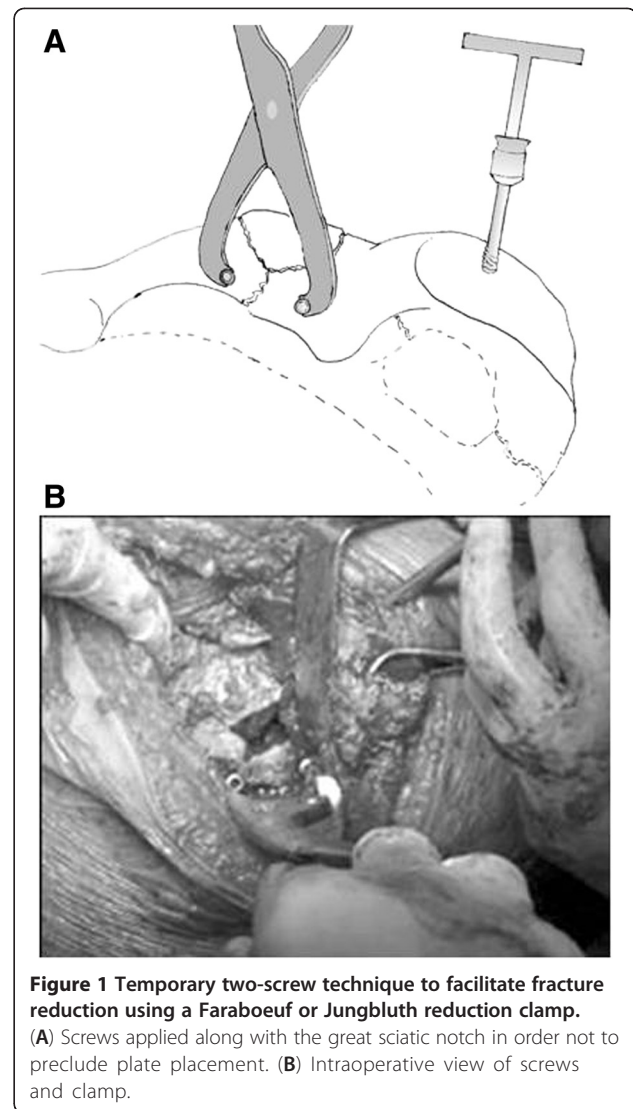 A
B
Figure 1 Temporary two-screw technique to facilitate fracture
reduction using a Faraboeuf or Jungbluth reduction clamp.
(A) Screws applied along with the great sciatic notch in order not to
preclude plate placement. (B) Intraoperative view of screws
and clamp.